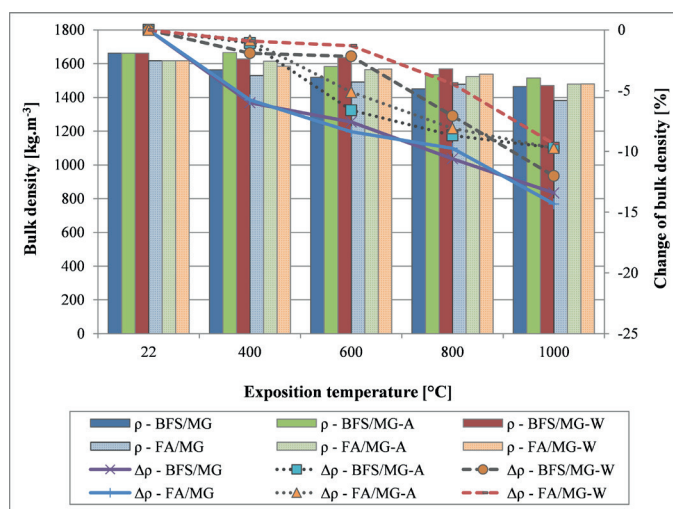 1800
1600
1400
1200
1000
800
600
400
200
0
Bulk density [kg.m-3]
0
-5
-10
-15
-20
-25
Change of bulk density [%]
22 400 600 800 1000
Exposition temperature [°C]
ρ - BFS/MG ρ - BFS/MG-A ρ - BFS/MG-W
ρ - FA/MG ρ - FA/MG-A ρ - FA/MG-W
Δρ - BFS/MG Δρ - BFS/MG-A Δρ - BFS/MG-W
Δρ - FA/MG Δρ - FA/MG-A Δρ - FA/MG-W